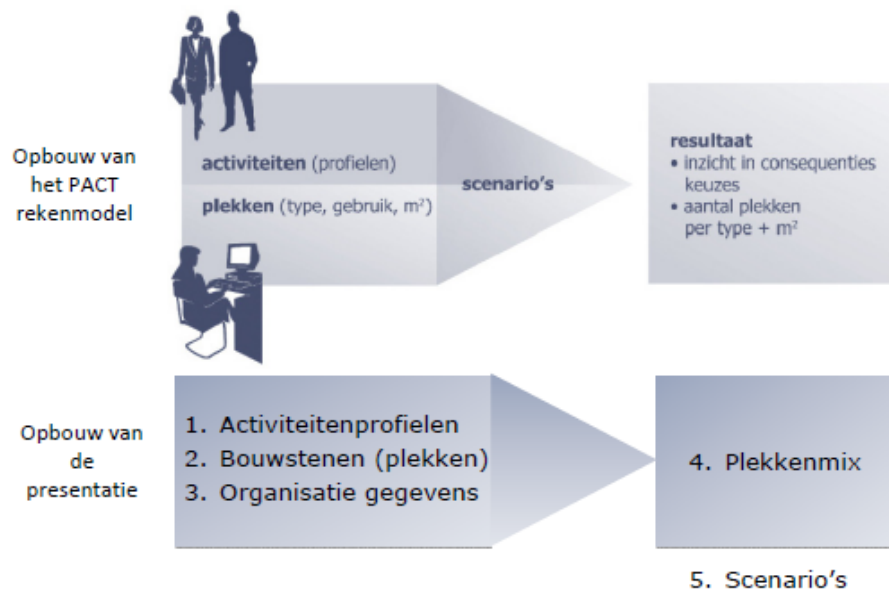 Opbouw van
het PACT
rekenmodel
activiteiten (profielen)
plekken (type, gebruik, m²)
scenario's
resultaat
• inzicht in consequenties
keuzes
• aantal plekken
per type + m²
Opbouw van
de
presentatie
1. Activiteitenprofielen
2. Bouwstenen (plekken)
3. Organisatie gegevens
4. Plekkenmix
5. Scenario's